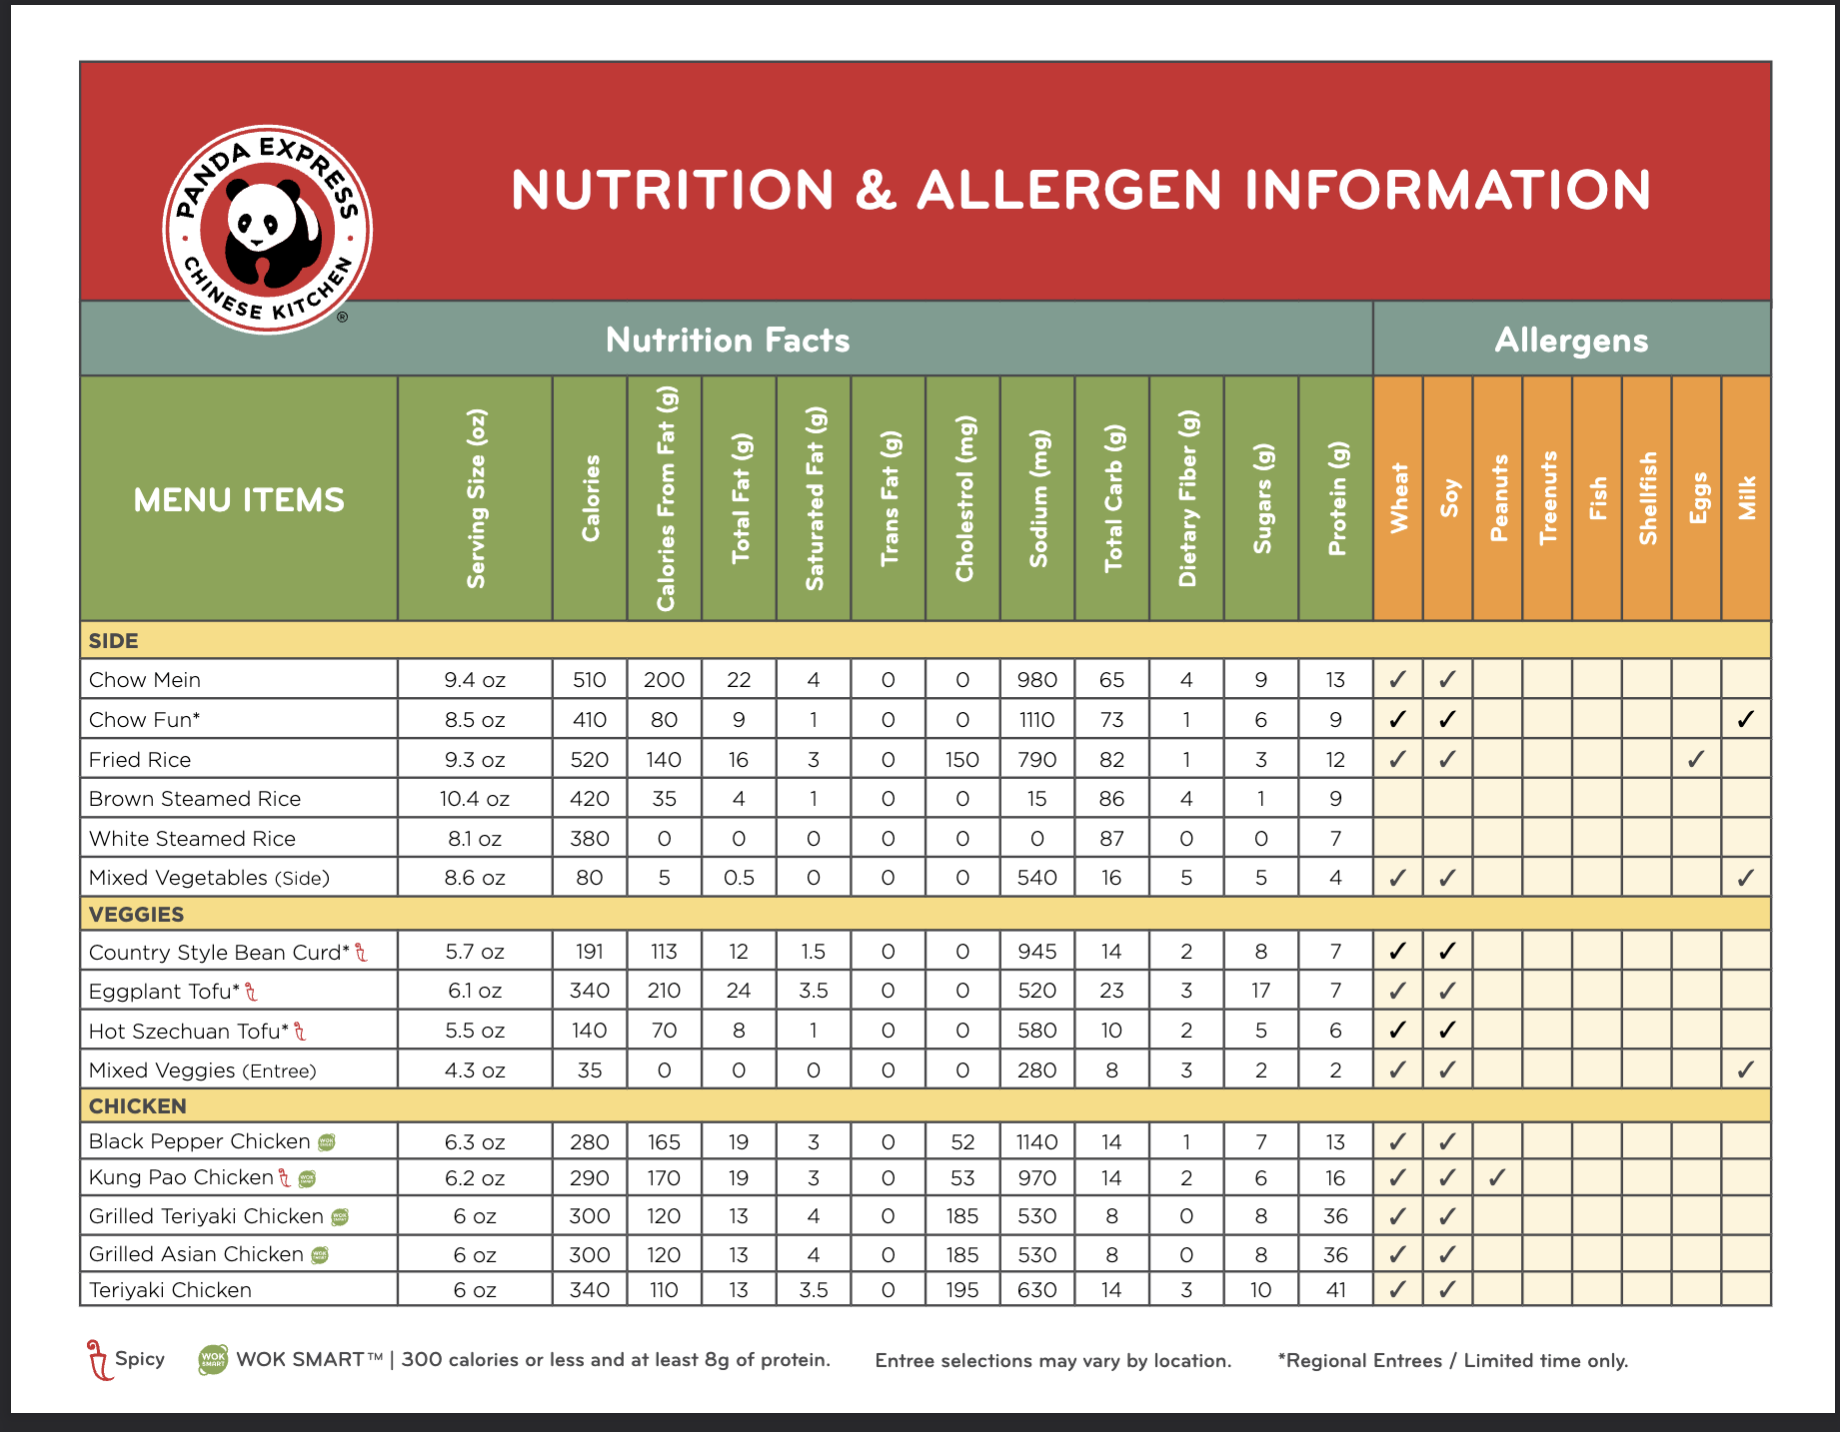 PANDA EXPRESS
CHINESE KITCHEN
®
NUTRITION & ALLERGEN INFORMATION
Nutrition Facts Allergens
MENU ITEMS Serving Size (oz) Calories Calories From Fat (g) Total Fat (g) Saturated Fat (g) Trans Fat (g) Cholestrol (mg) Sodium (mg) Total Carb (g) Dietary Fiber (g) Sugars (g) Protein (g) Wheat Soy Peanuts Treenuts Fish Shellfish Eggs Milk
SIDE
Chow Mein 9.4 oz 510 200 22 4 0 0 980 65 4 9 13 ✓ ✓
Chow Fun* 8.5 oz 410 80 9 1 0 0 1110 73 1 6 9 ✓ ✓ ✓
Fried Rice 9.3 oz 520 140 16 3 0 150 790 82 1 3 12 ✓ ✓ ✓
Brown Steamed Rice 10.4 oz 420 35 4 1 0 0 15 86 4 1 9
White Steamed Rice 8.1 oz 380 0 0 0 0 0 0 87 0 0 7
Mixed Vegetables (Side) 8.6 oz 80 5 0.5 0 0 0 540 16 5 5 4 ✓ ✓ ✓
VEGGIES
Country Style Bean Curd* 5.7 oz 191 113 12 1.5 0 0 945 14 2 8 7 ✓ ✓
Eggplant Tofu* 6.1 oz 340 210 24 3.5 0 0 520 23 3 17 7 ✓ ✓
Hot Szechuan Tofu* 5.5 oz 140 70 8 1 0 0 580 10 2 5 6 ✓ ✓
Mixed Veggies (Entree) 4.3 oz 35 0 0 0 0 0 280 8 3 2 2 ✓ ✓ ✓
CHICKEN
Black Pepper Chicken 6.3 oz 280 165 19 3 0 52 1140 14 1 7 13 ✓ ✓
Kung Pao Chicken 6.2 oz 290 170 19 3 0 53 970 14 2 6 16 ✓ ✓ ✓
Grilled Teriyaki Chicken 6 oz 300 120 13 4 0 185 530 8 0 8 36 ✓ ✓
Grilled Asian Chicken 6 oz 300 120 13 4 0 185 530 8 0 8 36 ✓ ✓
Teriyaki Chicken 6 oz 340 110 13 3.5 0 195 630 14 3 10 41 ✓ ✓
Spicy WOK SMART WOK SMART™ | 300 calories or less and at least 8g of protein. Entree selections may vary by location. *Regional Entrees / Limited time only.